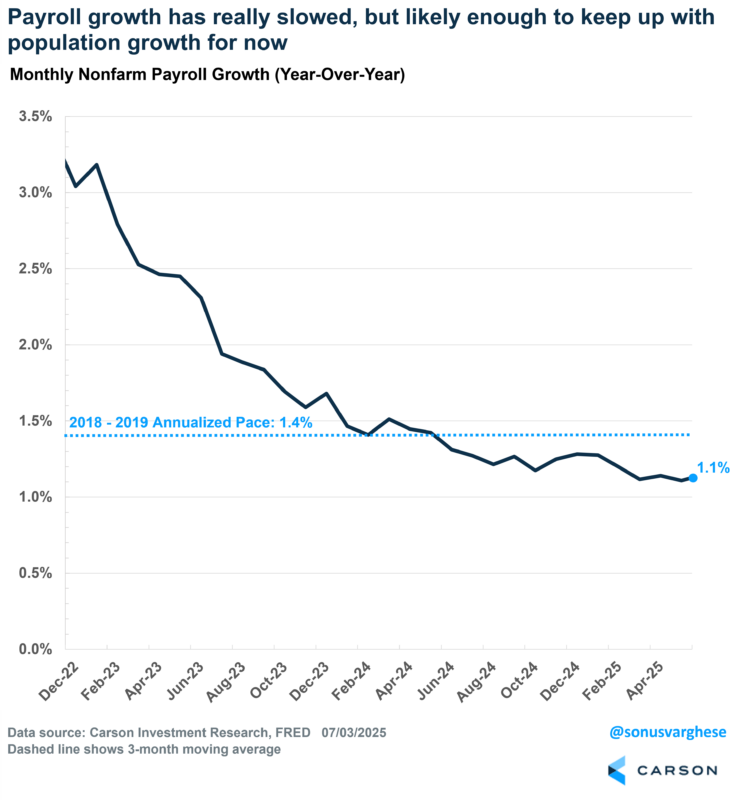 Payroll growth has really slowed, but likely enough to keep up with
population growth for now
Monthly Nonfarm Payroll Growth (Year-Over-Year)
3.5%
3.0%
2.5%
2.0%
1.5%
2018 - 2019 Annualized Pace: 1.4%
1.1%
1.0%
0.5%
0.0%
Dec-22
Feb-23
Apr-23
Jun-23
Aug-23
Oct-23
Dec-23
Feb-24
Apr-24
Jun-24
Aug-24
Oct-24
Dec-24
Feb-25
Apr-25
Data source: Carson Investment Research, FRED 07/03/2025
Dashed line shows 3-month moving average
@sonusvarghese
CARSON